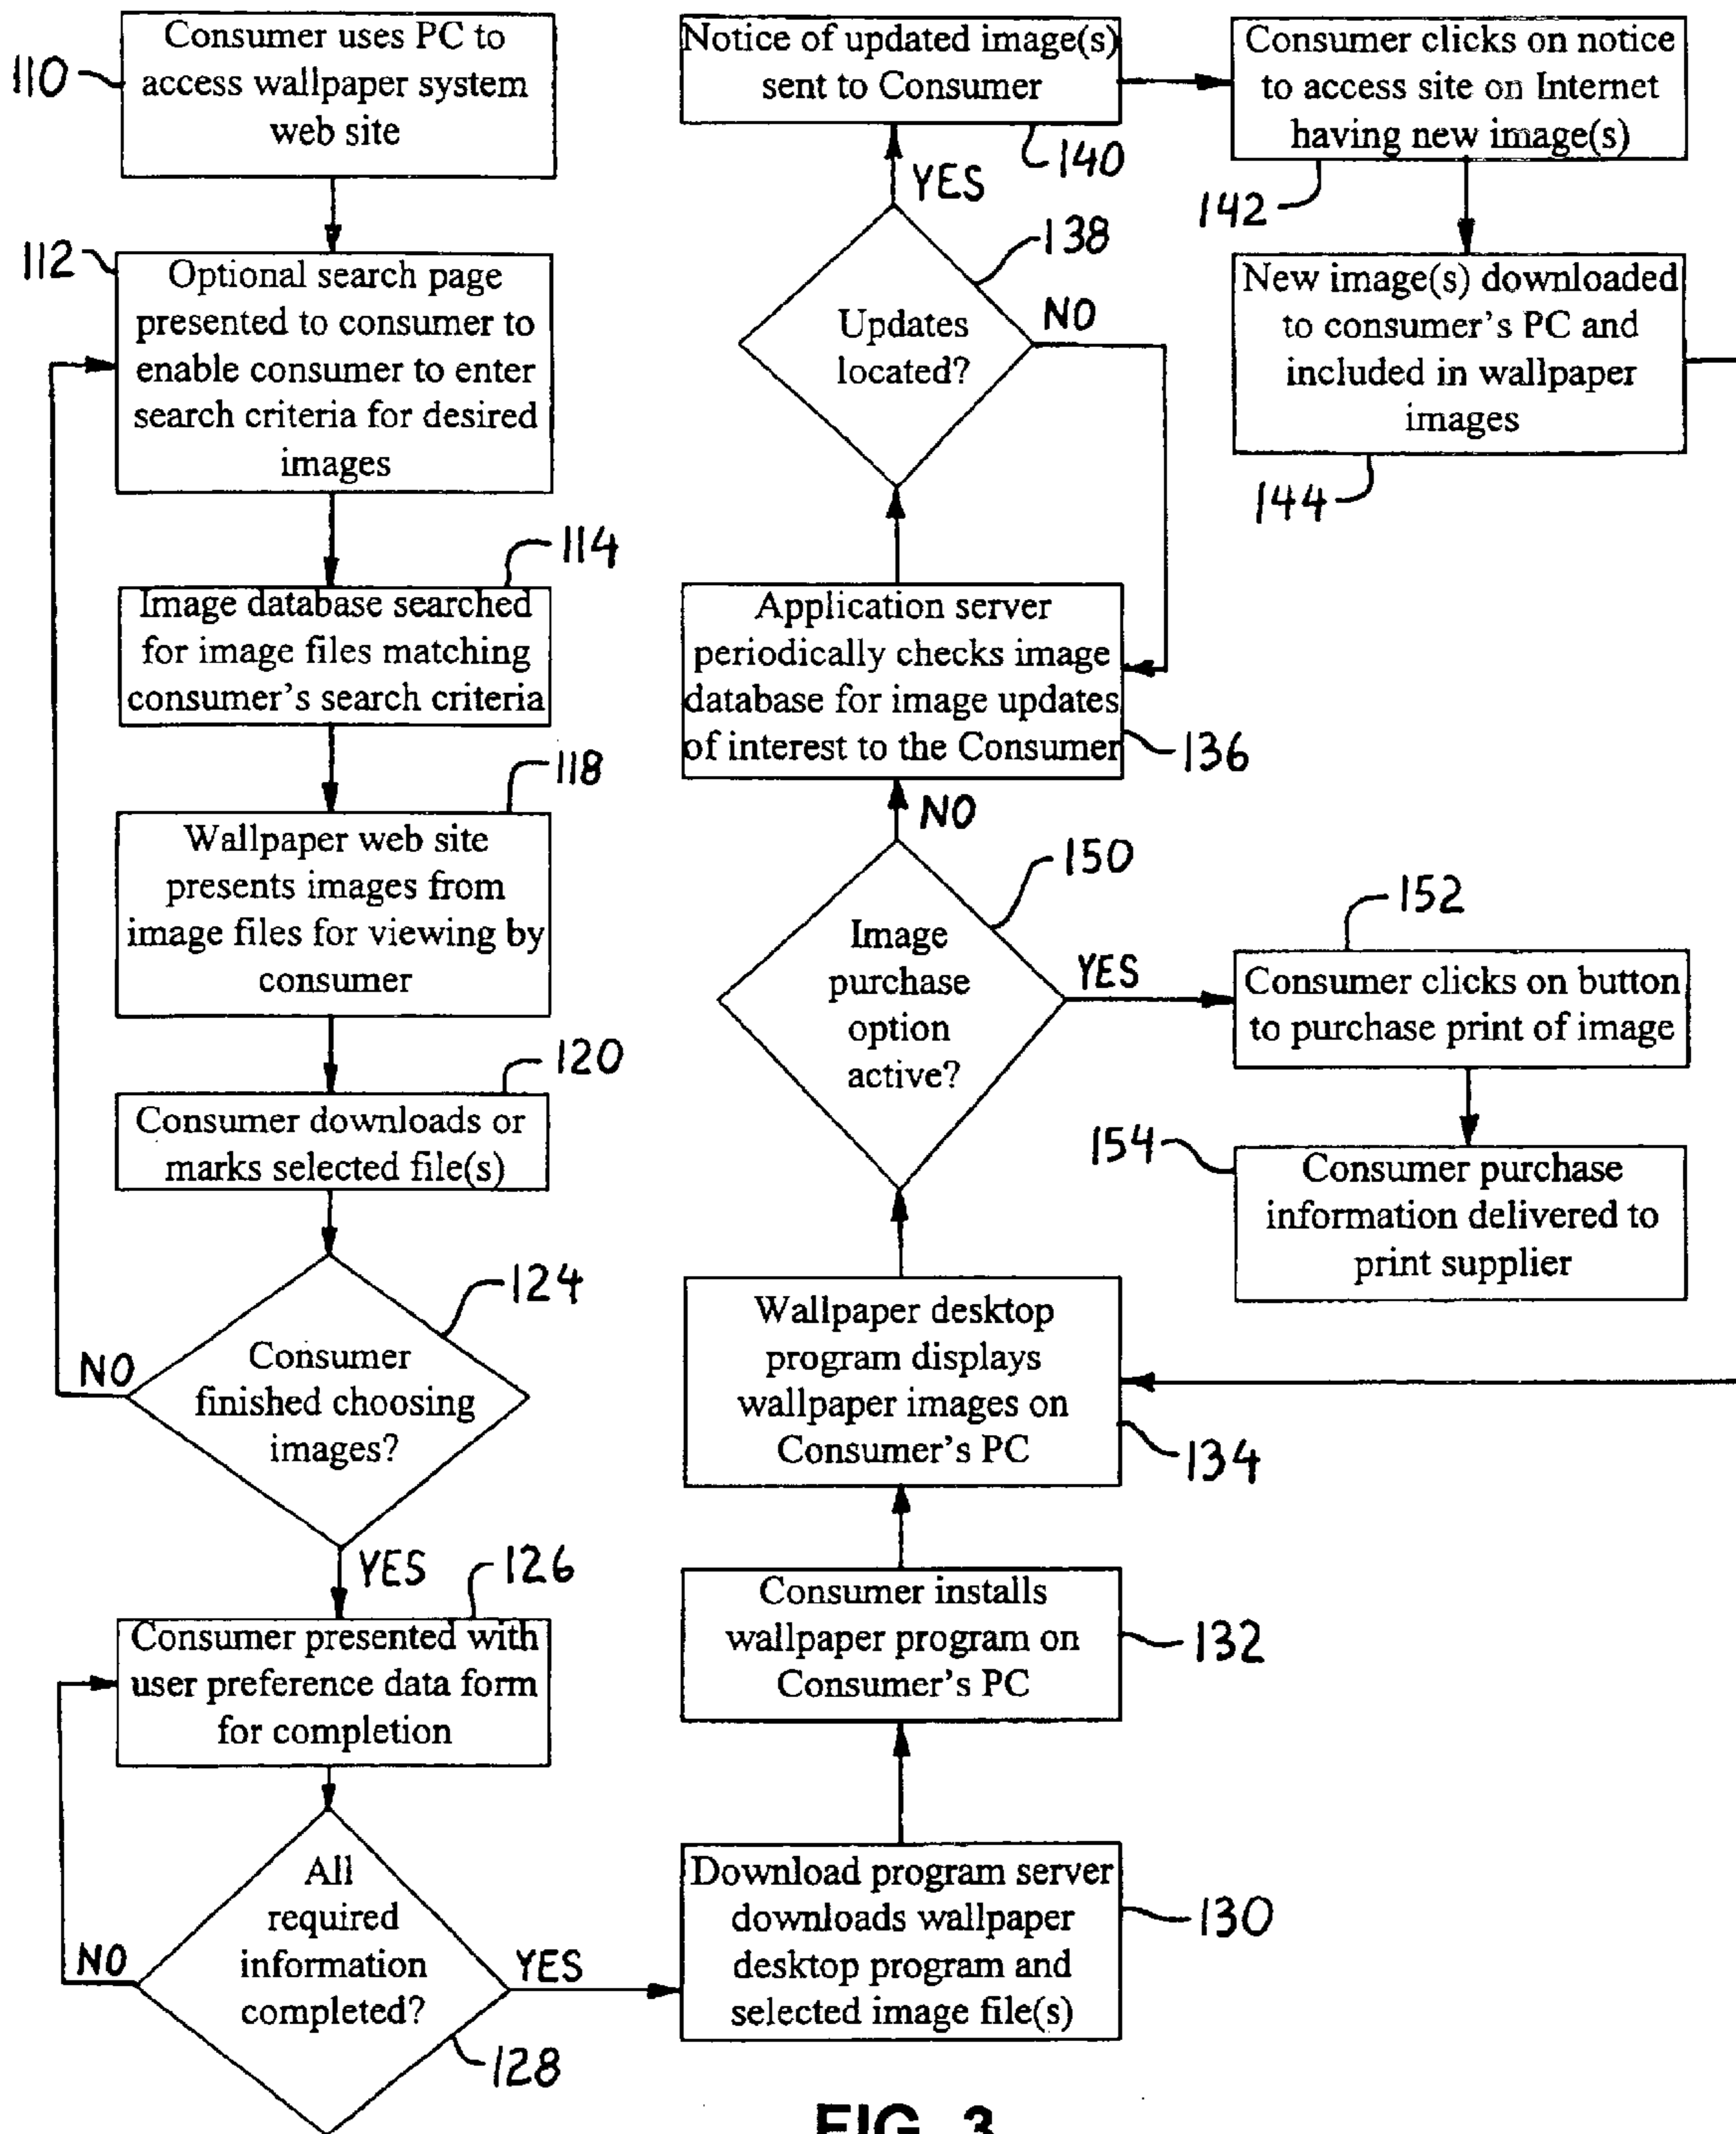 110
Consumer uses PC to
access wallpaper system
web site
112
Optional search page
presented to consumer to
enable consumer to enter
search criteria for desired
images
114
Image database searched
for image files matching
consumer's search criteria
118
Wallpaper web site
presents images from
image files for viewing by
consumer
120
Consumer downloads or
marks selected file(s)
124
Consumer
finished choosing
images?
NO
YES
126
Consumer presented with
user preference data form
for completion
All
required
information
completed?
NO
YES
128
Download program server
downloads wallpaper
desktop program and
selected image file(s)
130
Consumer installs
wallpaper program on
Consumer's PC
132
Wallpaper desktop
program displays
wallpaper images on
Consumer's PC
134
Image
purchase
option
active?
150
YES
NO
152
Consumer clicks on button
to purchase print of image
154
Consumer purchase
information delivered to
print supplier
Application server
periodically checks image
database for image updates
of interest to the Consumer
136
Updates
located?
138
NO
YES
Notice of updated image(s)
sent to Consumer
140
Consumer clicks on notice
to access site on Internet
having new image(s)
142
New image(s) downloaded
to consumer's PC and
included in wallpaper
images
144
FIG. 3